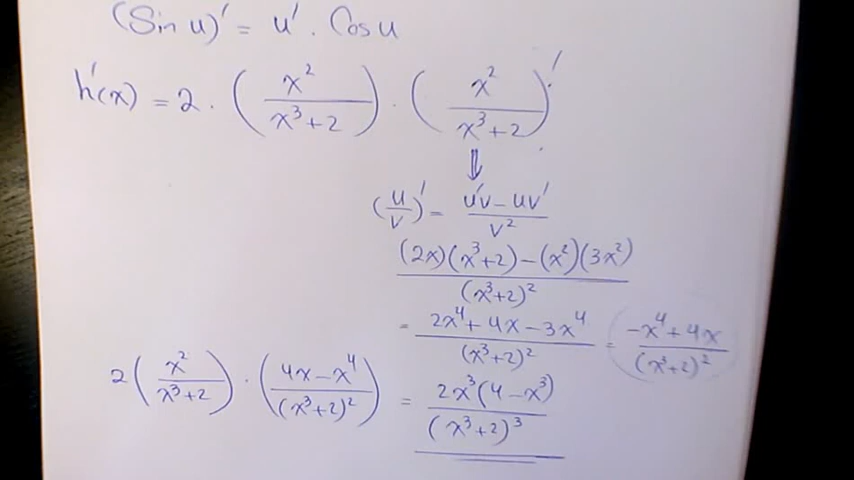 (Sin u)' = u' . Cos u
h'(x) = 2 . (x²/(x³+2)) . (x²/(x³+2))'
⇓
(u/v)' = (u'v - uv')/v²
((2x)(x³+2) - (x²)(3x²))/(x³+2)²
= (2x⁴ + 4x - 3x⁴)/(x³+2)² = (-x⁴ + 4x)/(x³+2)²
2(x²/(x³+2)) . ((4x - x⁴)/(x³+2)²) = 2x³(4 - x³)/(x³+2)³